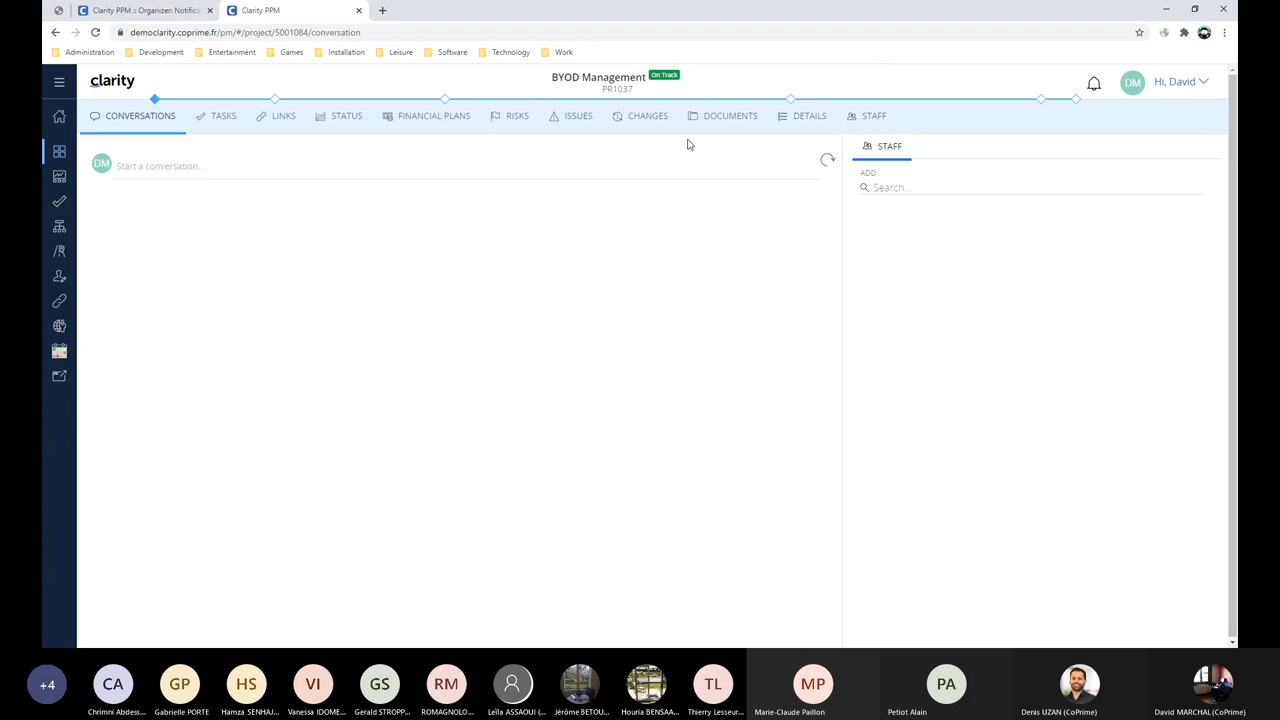 Clarity PPM :: Organizer: Notificat
Clarity PPM
democlarity.coprime.fr/pm/#/project/5001084/conversation
Administration
Development
Entertainment
Games
Installation
Leisure
Software
Technology
Work
clarity
BYOD Management
On Track
PR1037
DM
Hi, David
CONVERSATIONS
TASKS
LINKS
STATUS
FINANCIAL PLANS
RISKS
ISSUES
CHANGES
DOCUMENTS
DETAILS
STAFF
DM
Start a conversation...
STAFF
ADD
Search...
+4
CA
GP
HS
VI
GS
RM
TL
MP
PA
Chrimni Abdess...
Gabrielle PORTE
Hamza SENHAJ...
Vanessa IDOME...
Gerald STROPP...
ROMAGNOLO...
Leïla ASSAOUI (...
Jérôme BETOU...
Houria BENSAA...
Thierry Lesseur...
Marie-Claude Paillon
Petiot Alain
Denis UZAN (CoPrime)
David MARCHAL (CoPrime)